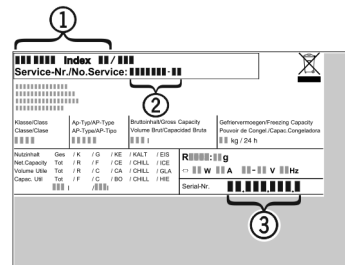 1
Index /
Service-Nr./No.Service: -
2
Klasse/Class
Classe/Clase
Ap-Typ/AP-Type
AP-Type/AP-Tipo
Bruttoinhalt/Gross Capacity
Volume Brut/Capacidad Bruta
l
Gefriervermoegen/Freezing Capacity
Pouvoir de Congel./Capac.Congeladora
kg / 24 h
Nutzinhalt Ges / K / G / KE / KALT / EIS
Net.Capacity Tot / R / F / CE / CHILL / ICE
Volume Utile Tot / R / C / CA / CHILL / GLA
Capac. Util Tot / F / C / BO / CHILL / HIE
l / l
R : g
W A - V Hz
Serial-Nr.
3